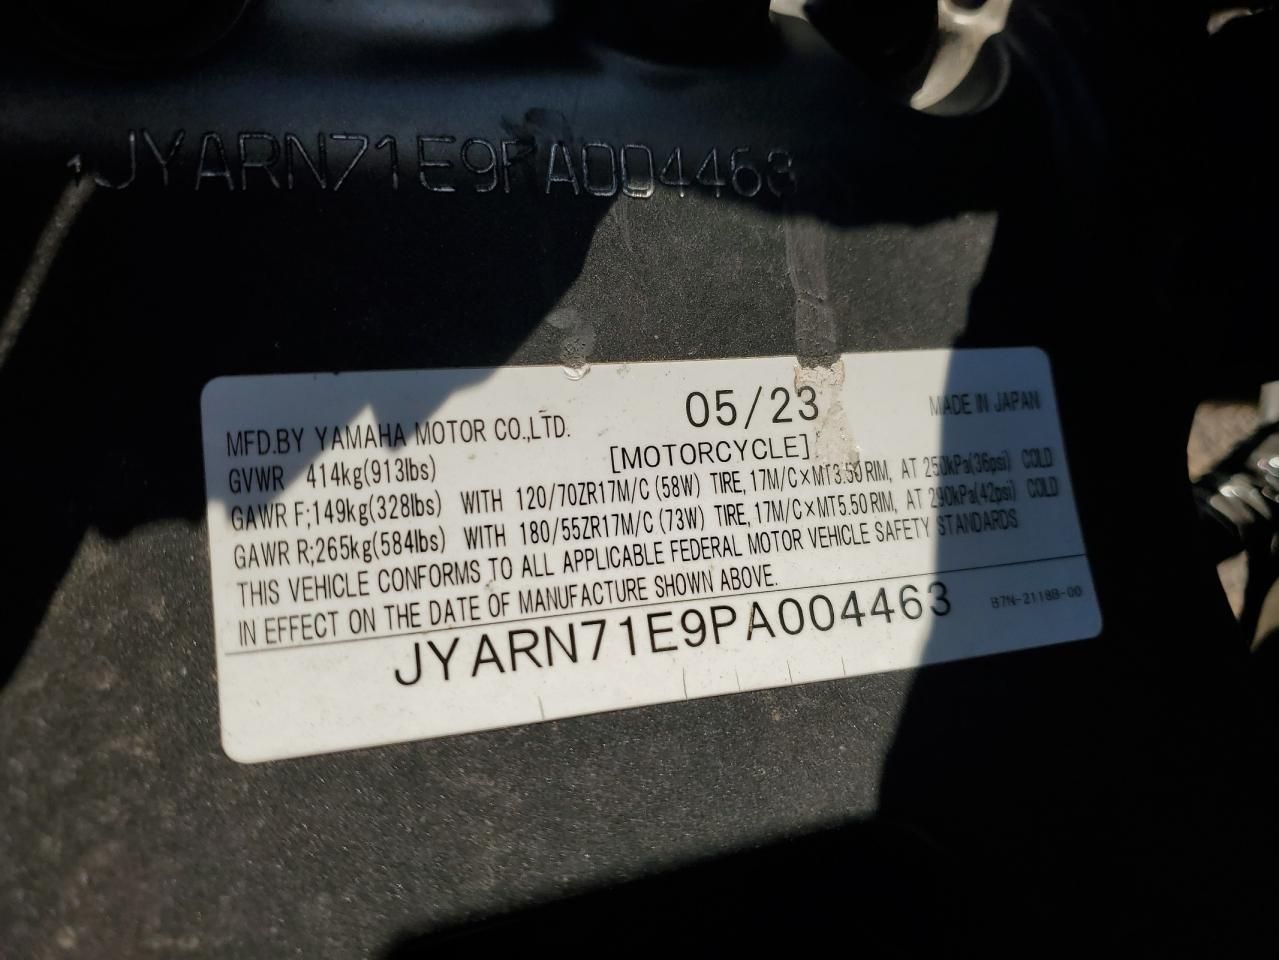 JYARN71E9PA004463
MFD.BY YAMAHA MOTOR CO.,LTD. 05/23 MADE IN JAPAN
GVWR 414kg(913lbs) [MOTORCYCLE]
GAWR F;149kg(328lbs) WITH 120/70ZR17M/C (58W) TIRE, 17M/C×MT3.50 RIM, AT 250kPa(36psi) COLD
GAWR R;265kg(584lbs) WITH 180/55ZR17M/C (73W) TIRE, 17M/C×MT5.50 RIM, AT 290kPa(42psi) COLD
THIS VEHICLE CONFORMS TO ALL APPLICABLE FEDERAL MOTOR VEHICLE SAFETY STANDARDS
IN EFFECT ON THE DATE OF MANUFACTURE SHOWN ABOVE.
JYARN71E9PA004463 B7N-2118B-00